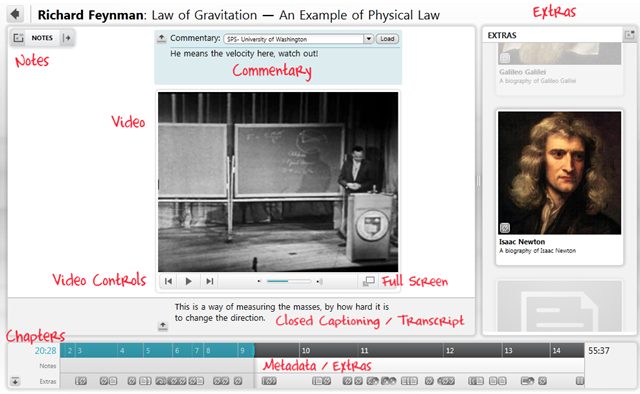 Richard Feynman: Law of Gravitation — An Example of Physical Law
Extras
NOTES
Notes
Commentary: SPS- University of Washington Load
He means the velocity here, watch out!
Commentary
EXTRAS
Galileo Galilei
A biography of Galileo Galilei
Video
Isaac Newton
A biography of Isaac Newton
Video Controls
Full Screen
This is a way of measuring the masses, by how hard it is
to change the direction.
Closed Captioning / Transcript
Chapters
20:28 2 3 4 5 6 7 8 9 10 11 12 13 14 55:37
Notes
Metadata / Extras
Extras